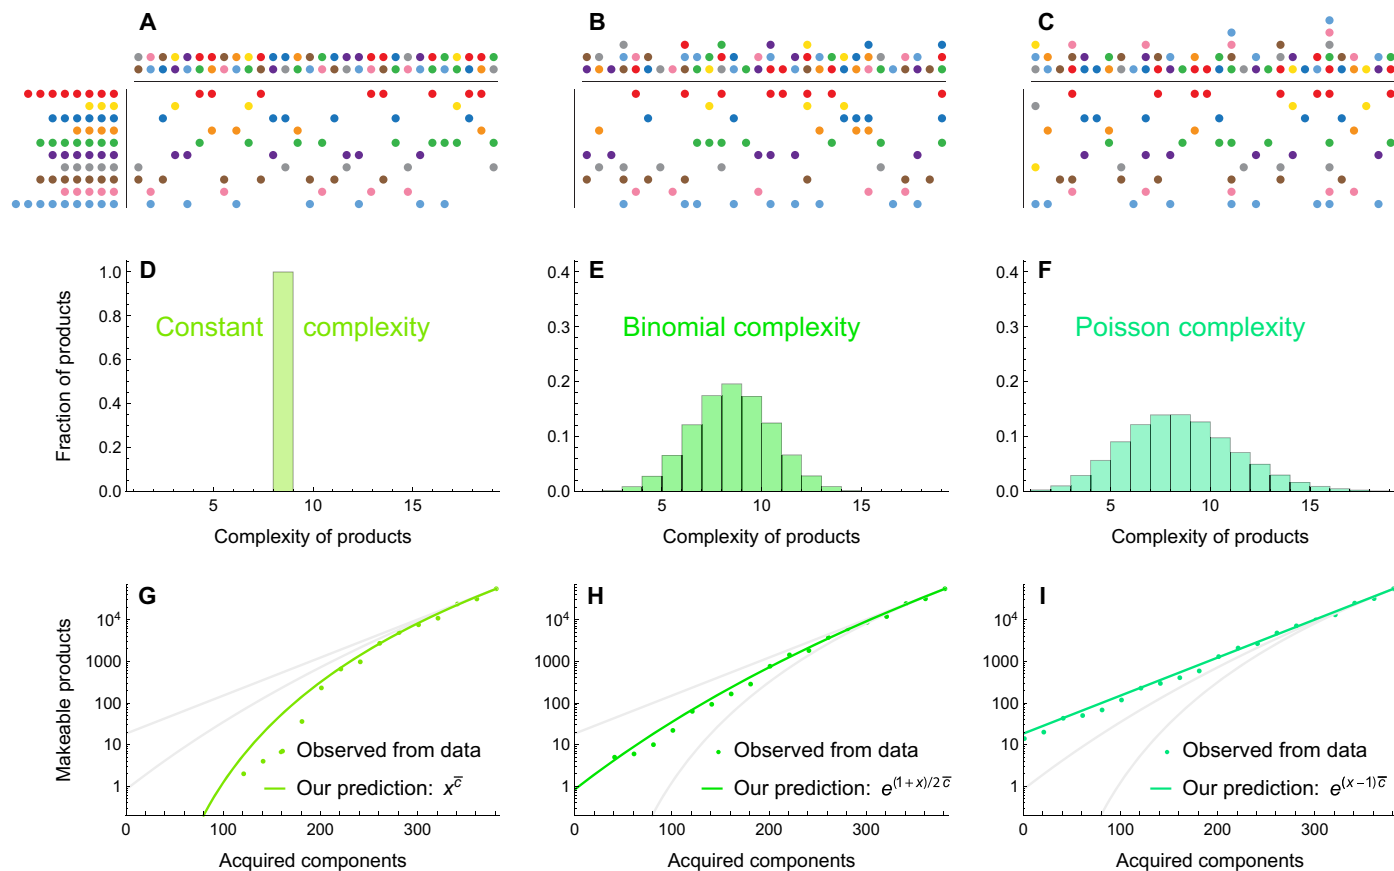 A
B
C
D
E
F
Fraction of products
1.0
0.8
0.6
0.4
0.2
0.0
Constant complexity
5
10
15
Complexity of products
0.4
0.3
0.2
0.1
0.0
Binomial complexity
5
10
15
Complexity of products
0.4
0.3
0.2
0.1
0.0
Poisson complexity
5
10
15
Complexity of products
G
H
I
Makeable products
10⁴
1000
100
10
1
Observed from data
Our prediction: x^c̅
0
100
200
300
Acquired components
10⁴
1000
100
10
1
Observed from data
Our prediction: e^(1+x)/2 c̅
0
100
200
300
Acquired components
10⁴
1000
100
10
1
Observed from data
Our prediction: e^(x−1)c̅
0
100
200
300
Acquired components